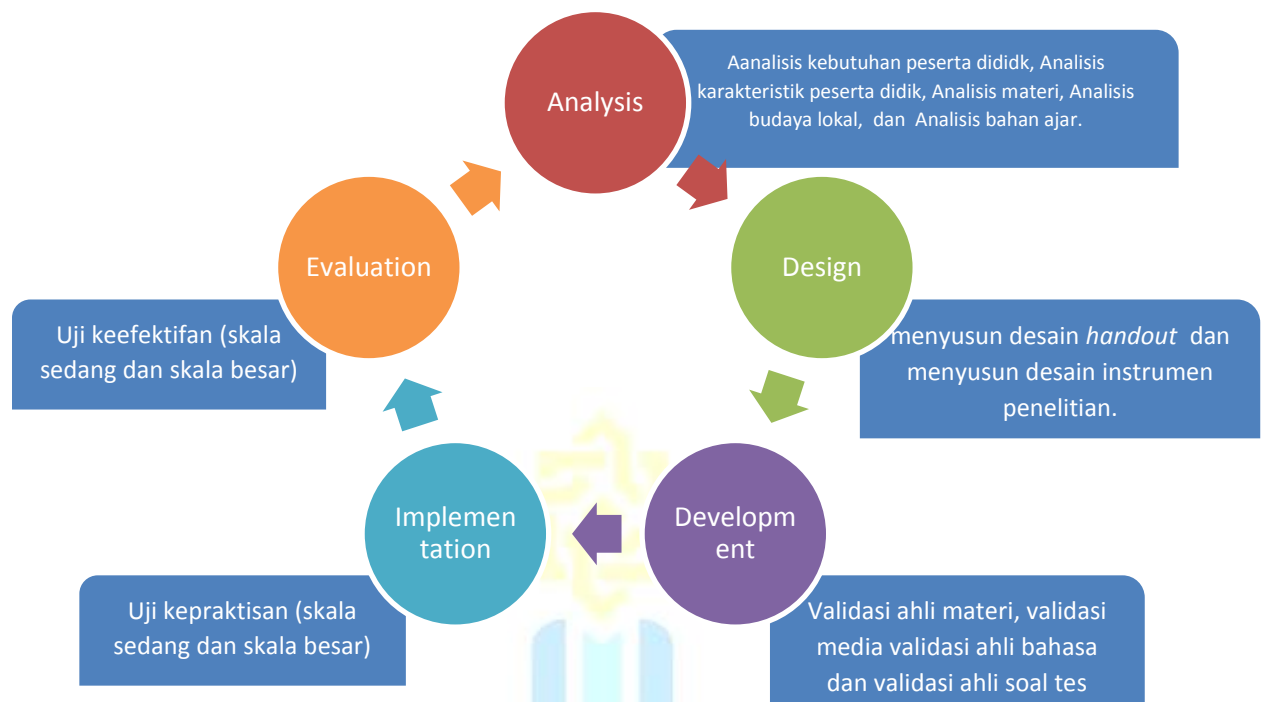 Analysis
Aanalisis kebutuhan peserta dididk, Analisis
karakteristik peserta didik, Analisis materi, Analisis
budaya lokal, dan Analisis bahan ajar.
Design
menyusun desain handout dan
menyusun desain instrumen
penelitian.
Developm
ent
Validasi ahli materi, validasi
media validasi ahli bahasa
dan validasi ahli soal tes
Implemen
tation
Uji kepraktisan (skala
sedang dan skala besar)
Evaluation
Uji keefektifan (skala
sedang dan skala besar)